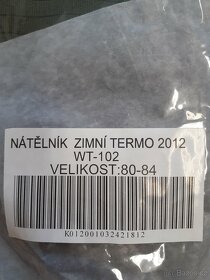 NÁTĚLNÍK ZIMNÍ TERMO 2012
WT-102
VELIKOST:80-84
K012001032421812